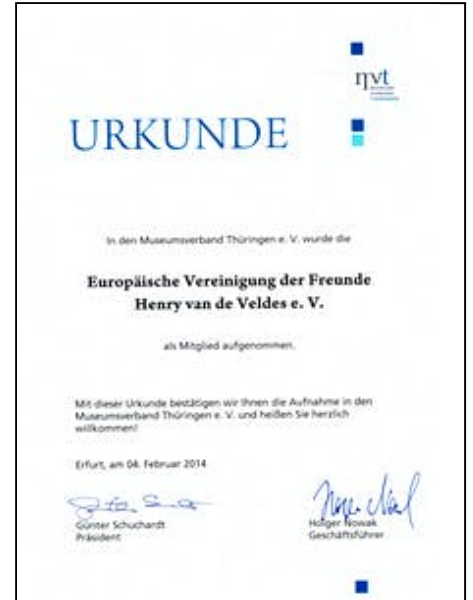 mvt
URKUNDE
In den Museumsverband Thüringen e. V. wurde die
Europäische Vereinigung der Freunde
Henry van de Veldes e. V.
als Mitglied aufgenommen.
Mit dieser Urkunde bestätigen wir Ihnen die Aufnahme in den
Museumsverband Thüringen e. V. und heißen Sie herzlich
willkommen!
Erfurt, am 04. Februar 2014
Günter Schuchardt
Präsident
Holger Nowak
Geschäftsführer